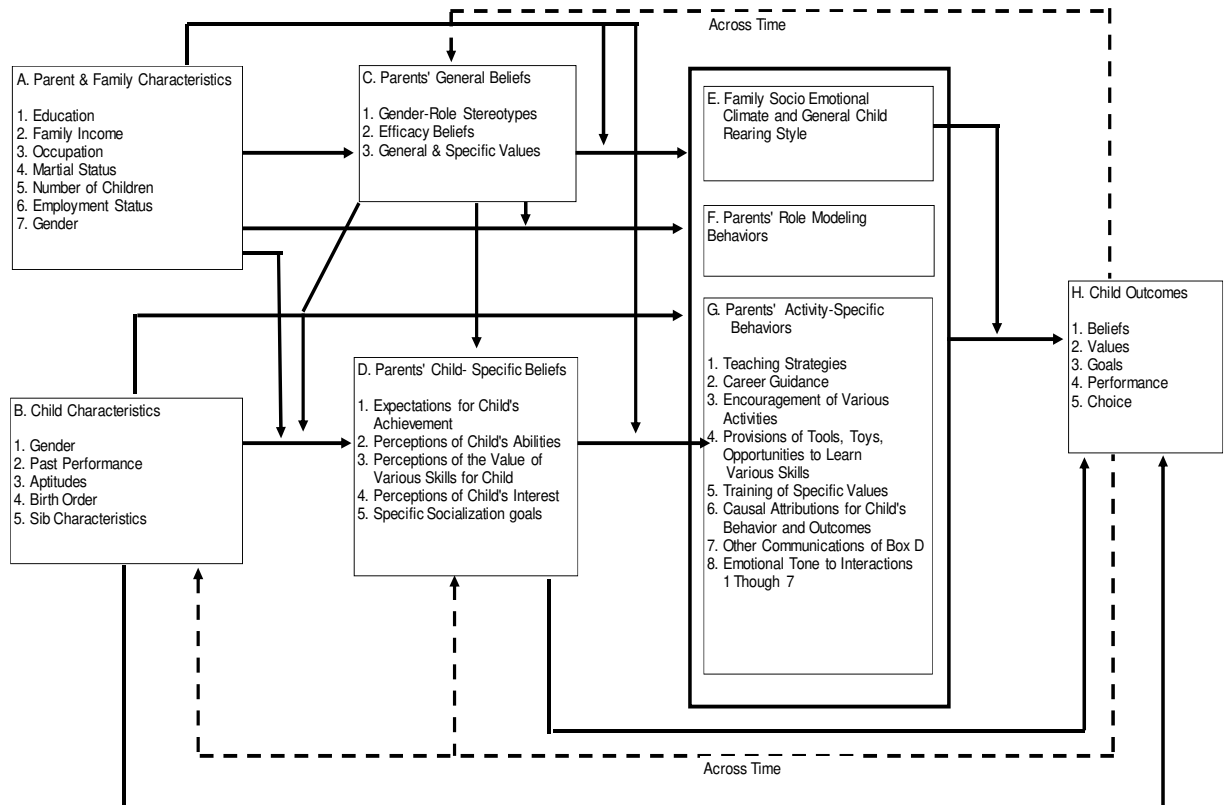 Across Time
A. Parent & Family Characteristics
1. Education
2. Family Income
3. Occupation
4. Martial Status
5. Number of Children
6. Employment Status
7. Gender
C. Parents' General Beliefs
1. Gender-Role Stereotypes
2. Efficacy Beliefs
3. General & Specific Values
E. Family Socio Emotional
Climate and General Child
Rearing Style
F. Parents' Role Modeling
Behaviors
B. Child Characteristics
1. Gender
2. Past Performance
3. Aptitudes
4. Birth Order
5. Sib Characteristics
D. Parents' Child- Specific Beliefs
1. Expectations for Child's
Achievement
2. Perceptions of Child's Abilities
3. Perceptions of the Value of
Various Skills for Child
4. Perceptions of Child's Interest
5. Specific Socialization goals
G. Parents' Activity-Specific
Behaviors
1. Teaching Strategies
2. Career Guidance
3. Encouragement of Various
Activities
4. Provisions of Tools, Toys,
Opportunities to Learn
Various Skills
5. Training of Specific Values
6. Causal Attributions for Child's
Behavior and Outcomes
7. Other Communications of Box D
8. Emotional Tone to Interactions
1 Though 7
H. Child Outcomes
1. Beliefs
2. Values
3. Goals
4. Performance
5. Choice
Across Time